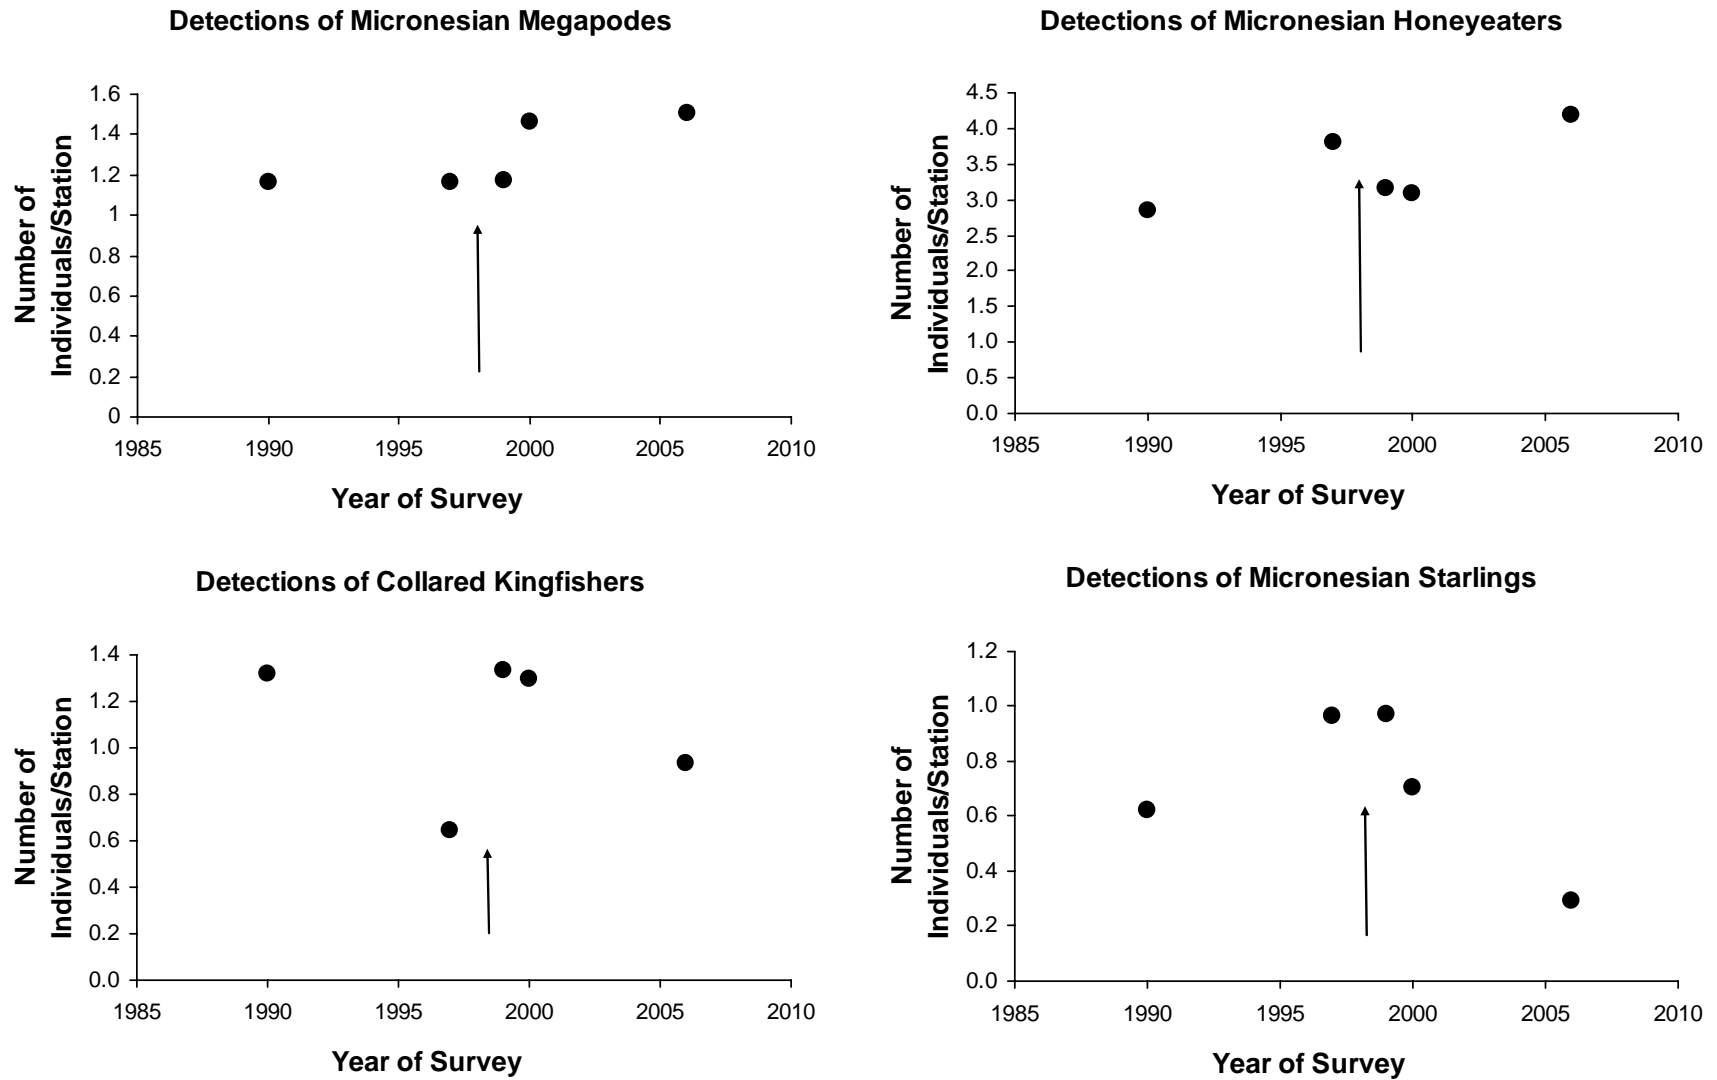 Detections of Micronesian Megapodes
Number of
Individuals/Station
1.6
1.4
1.2
1
0.8
0.6
0.4
0.2
0
1985 1990 1995 2000 2005 2010
Year of Survey
Detections of Micronesian Honeyeaters
Number of
Individuals/Station
4.5
4.0
3.5
3.0
2.5
2.0
1.5
1.0
0.5
0.0
1985 1990 1995 2000 2005 2010
Year of Survey
Detections of Collared Kingfishers
Number of
Individuals/Station
1.4
1.2
1.0
0.8
0.6
0.4
0.2
0.0
1985 1990 1995 2000 2005 2010
Year of Survey
Detections of Micronesian Starlings
Number of
Individuals/Station
1.2
1.0
0.8
0.6
0.4
0.2
0.0
1985 1990 1995 2000 2005 2010
Year of Survey